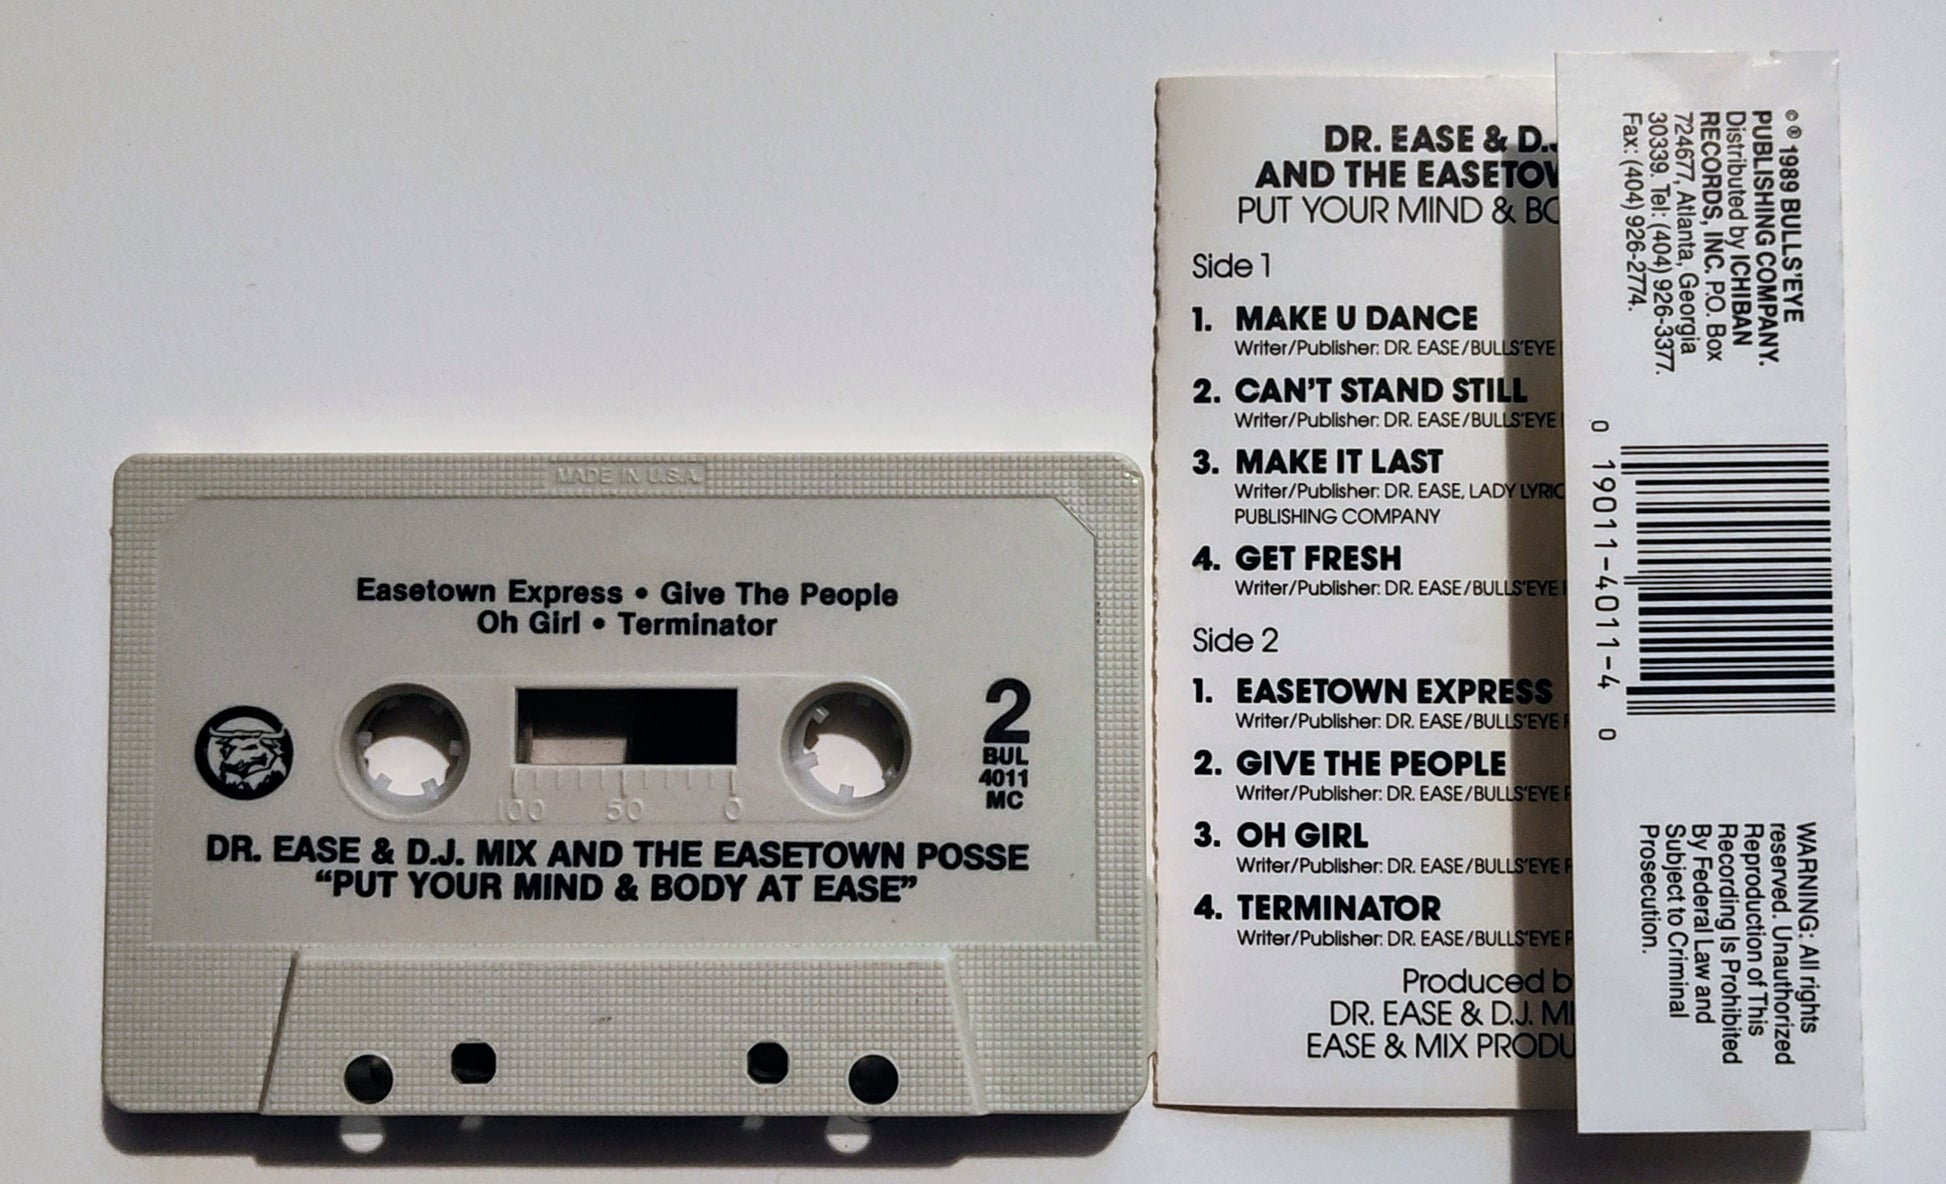 MADE IN U.S.A.
Easetown Express • Give The People
Oh Girl • Terminator
2
BUL
4011
MC
100 50 0
DR. EASE & D.J. MIX AND THE EASETOWN POSSE
“PUT YOUR MIND & BODY AT EASE”
DR. EASE & D.J.
AND THE
PUT YOUR MIND &
Side 1
1. MAKE U DANCE
Writer/Publisher: DR. EASE/BULLS'EYE
2. CAN'T STAND STILL
Writer/Publisher: DR. EASE/BULLS'EYE
3. MAKE IT LAST
Writer/Publisher: DR. EASE, LADY
PUBLISHING COMPANY
4. GET FRESH
Writer/Publisher: DR. EASE/BULLS'EYE
Side 2
1. EASETOWN EXPRESS
Writer/Publisher: DR. EASE/BULLS'EYE
2. GIVE THE PEOPLE
Writer/Publisher: DR. EASE/BULLS'EYE
3. OH GIRL
Writer/Publisher: DR. EASE/BULLS'EYE
4. TERMINATOR
Writer/Publisher: DR. EASE/BULLS'EYE
Produced
DR. EASE & D.J.
EASE & MIX
© ℗ 1989 BULLS'EYE
PUBLISHING COMPANY.
Distributed by ICHIBAN
RECORDS, INC. P.O. Box
724677, Atlanta, Georgia
30339. Tel: (404) 926-3377.
Fax: (404) 926-2774.
0 19011-4011-4 0
WARNING: All rights
reserved. Unauthorized
Reproduction of This
Recording Is Prohibited
By Federal Law and
Subject to Criminal
Prosecution.